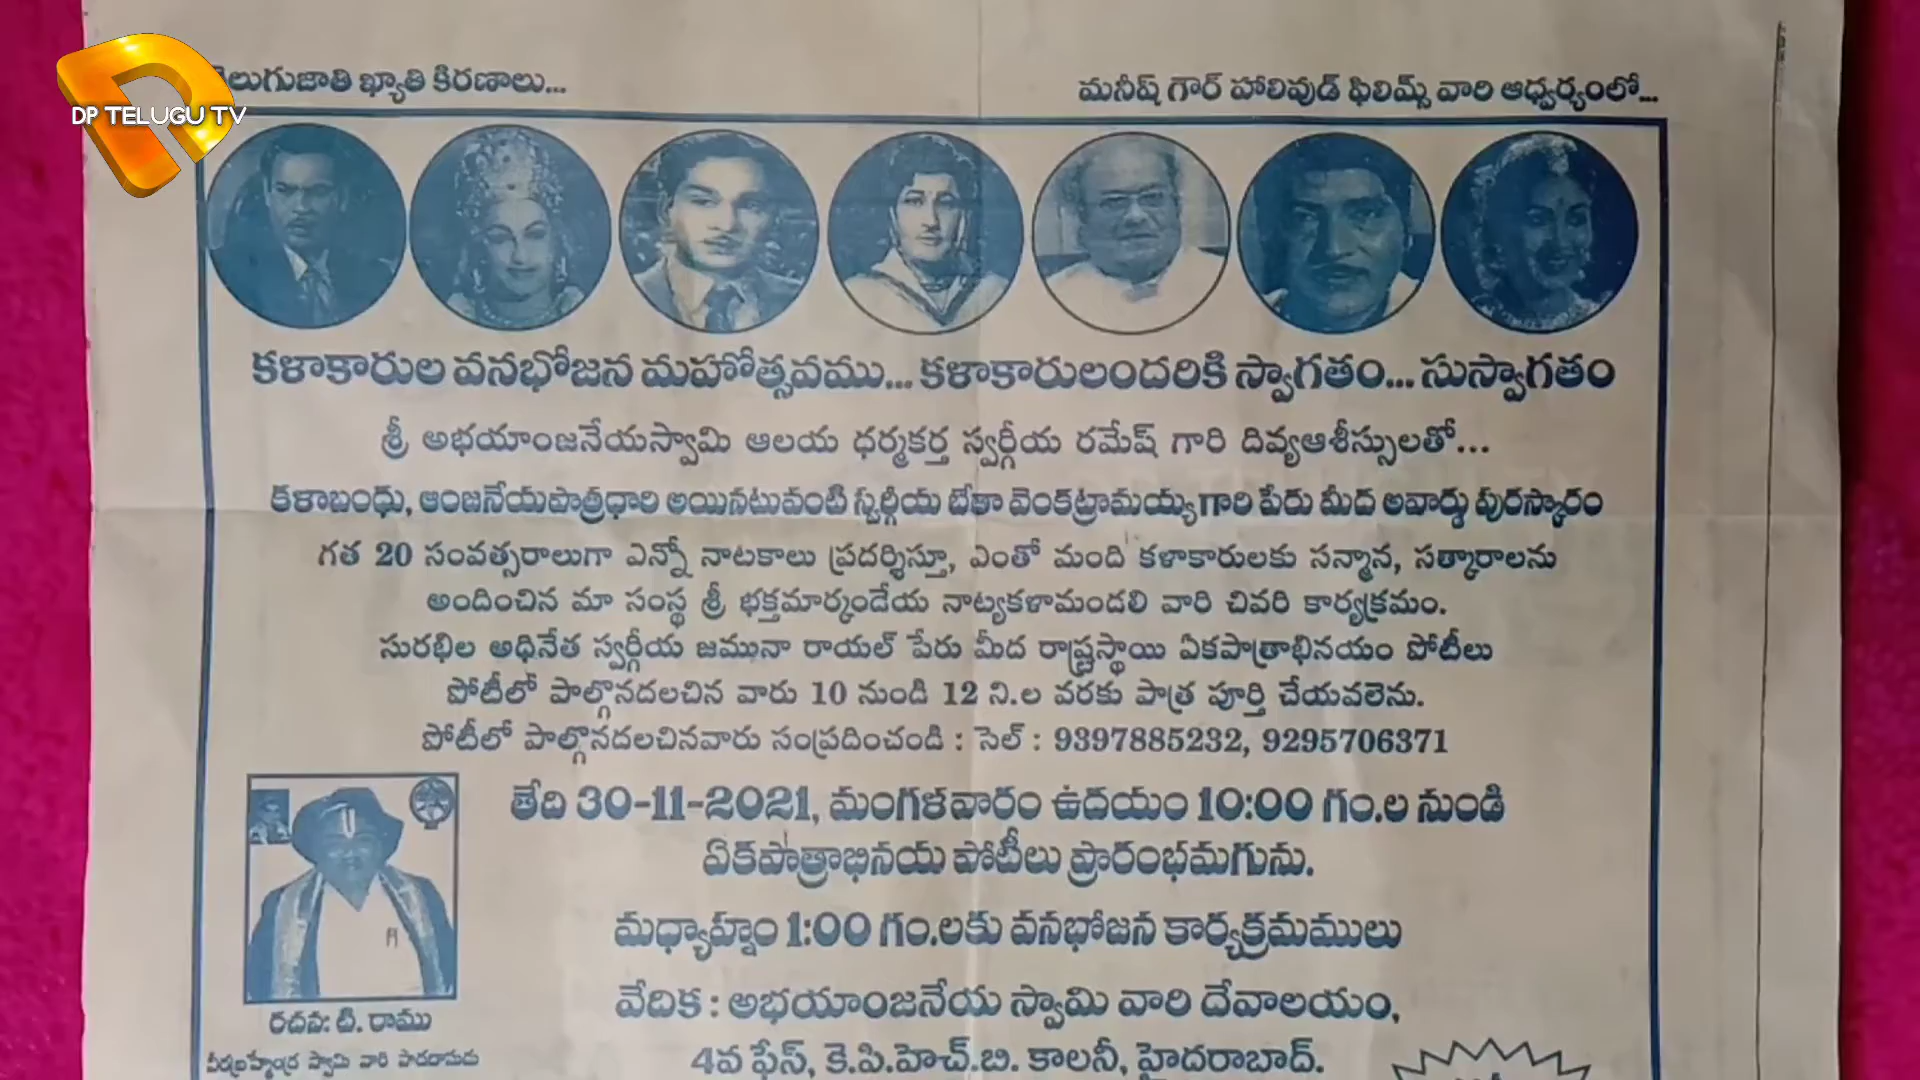 తెలుగుజాతి ఖ్యాతి కిరణాలు...
మనీష్ గౌర్ హాలివుడ్ ఫిలిమ్స్ వారి ఆధ్వర్యంలో...
DP TELUGU TV
కళాకారుల వనభోజన మహోత్సవము... కళాకారులందరికి స్వాగతం... సుస్వాగతం
శ్రీ అభయాంజనేయస్వామి ఆలయ ధర్మకర్త స్వర్గీయ రమేష్ గారి దివ్యఆశీస్సులతో...
కళాబంధు, ఆంజనేయపాత్రధారి అయినటువంటి స్వర్గీయ బేకా వెంకట్రామయ్యగారి పేరు మీద అవార్డు పురస్కారం
గత 20 సంవత్సరాలుగా ఎన్నో నాటకాలు ప్రదర్శిస్తూ, ఎంతో మంది కళాకారులకు సన్మాన, సత్కారాలను
అందించిన మా సంస్థ శ్రీ భక్తమార్కండేయ నాట్యకళామండలి వారి చివరి కార్యక్రమం.
సురభిల అధినేత స్వర్గీయ జమునా రాయల్ పేరు మీద రాష్ట్రస్థాయి ఏకపాత్రాభినయం పోటీలు
పోటీలో పాల్గొనదలచిన వారు 10 నుండి 12 ని.ల వరకు పాత్ర పూర్తి చేయవలెను.
పోటీలో పాల్గొనదలచినవారు సంప్రదించండి : సెల్ : 9397885232, 9295706371
తేది 30-11-2021, మంగళవారం ఉదయం 10:00 గం.ల నుండి
ఏకపాత్రాభినయ పోటీలు ప్రారంభమగును.
మధ్యాహ్నం 1:00 గం.లకు వనభోజన కార్యక్రమములు
వేదిక : అభయాంజనేయ స్వామి వారి దేవాలయం,
4వ ఫేస్, కె.పి.హెచ్.బి. కాలనీ, హైదరాబాద్.
రచన: టి. రాము
వీరబ్రహ్మేంద్ర స్వామి వారి పాదదాసుడు